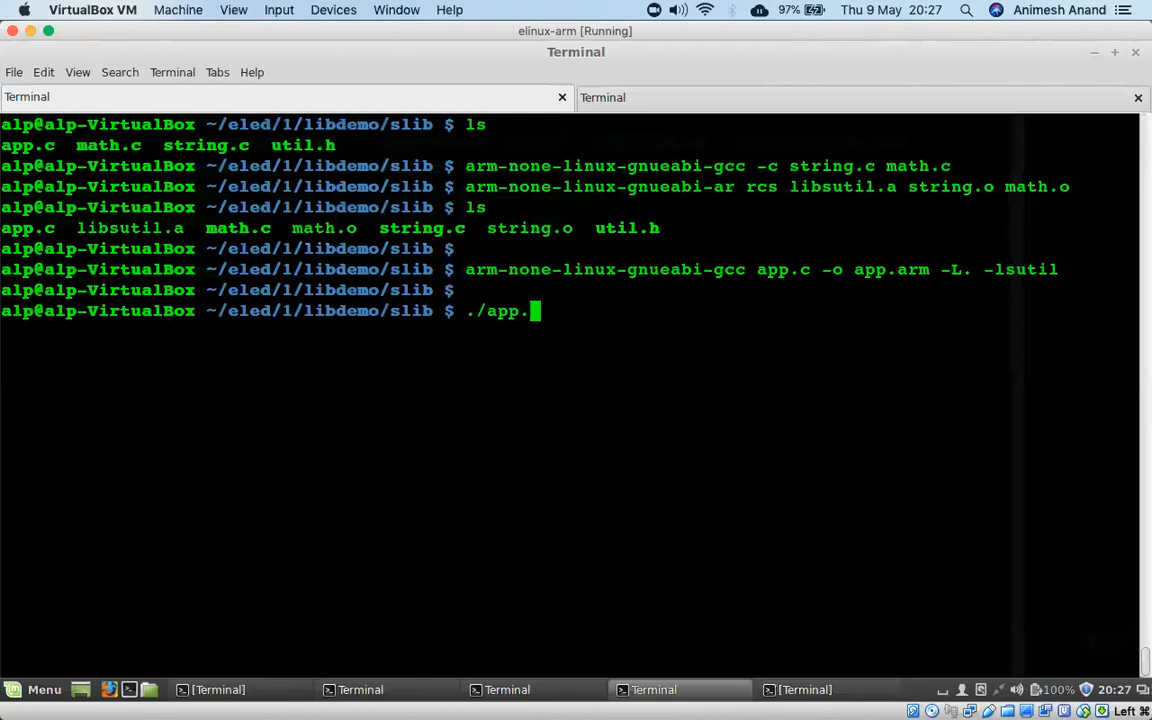 VirtualBox VM Machine View Input Devices Window Help 97% Thu 9 May 20:27 Animesh Anand
elinux-arm [Running]
Terminal
File Edit View Search Terminal Tabs Help
Terminal Terminal
alp@alp-VirtualBox ~/eled/1/libdemo/slib $ ls
app.c math.c string.c util.h
alp@alp-VirtualBox ~/eled/1/libdemo/slib $ arm-none-linux-gnueabi-gcc -c string.c math.c
alp@alp-VirtualBox ~/eled/1/libdemo/slib $ arm-none-linux-gnueabi-ar rcs libsutil.a string.o math.o
alp@alp-VirtualBox ~/eled/1/libdemo/slib $ ls
app.c libsutil.a math.c math.o string.c string.o util.h
alp@alp-VirtualBox ~/eled/1/libdemo/slib $
alp@alp-VirtualBox ~/eled/1/libdemo/slib $ arm-none-linux-gnueabi-gcc app.c -o app.arm -L. -lsutil
alp@alp-VirtualBox ~/eled/1/libdemo/slib $
alp@alp-VirtualBox ~/eled/1/libdemo/slib $ ./app.
Menu [Terminal] Terminal Terminal Terminal [Terminal] 100% 20:27
Left ⌘